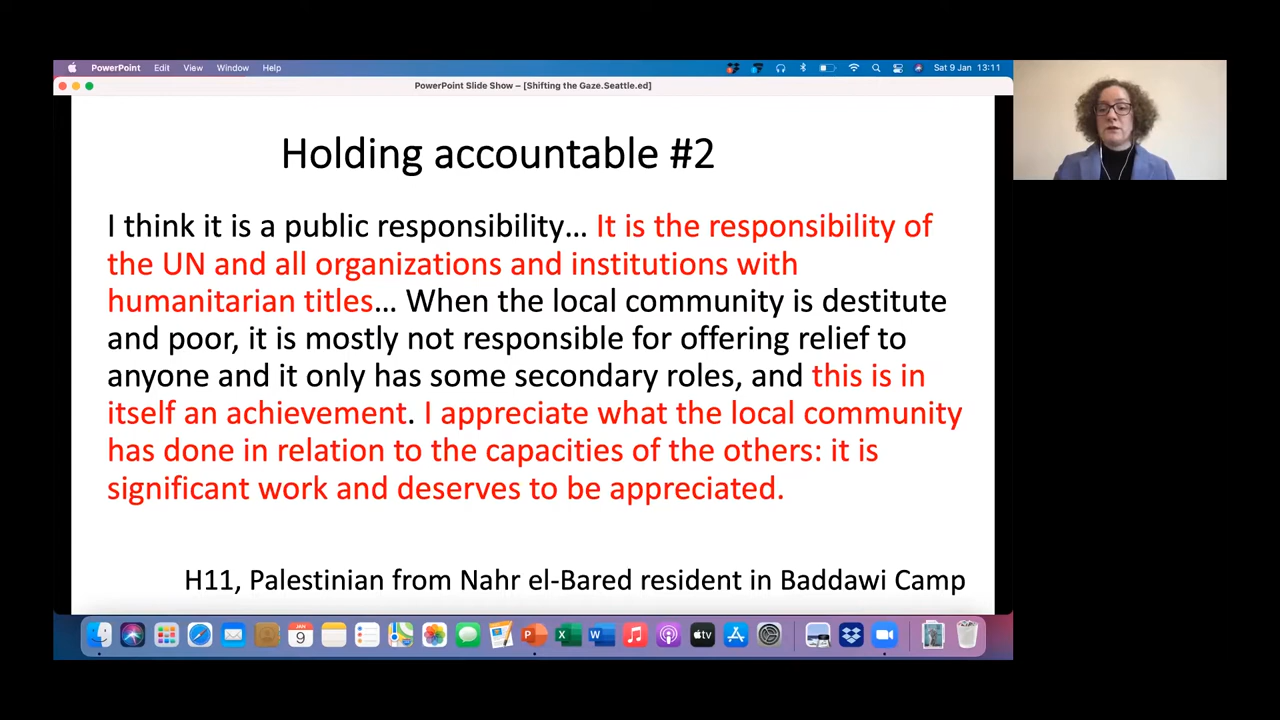 PowerPoint Edit View Window Help Sat 9 Jan 13:11
PowerPoint Slide Show – [Shifting the Gaze.Seattle.ed]
Holding accountable #2
I think it is a public responsibility… It is the responsibility of
the UN and all organizations and institutions with
humanitarian titles… When the local community is destitute
and poor, it is mostly not responsible for offering relief to
anyone and it only has some secondary roles, and this is in
itself an achievement. I appreciate what the local community
has done in relation to the capacities of the others: it is
significant work and deserves to be appreciated.
H11, Palestinian from Nahr el-Bared resident in Baddawi Camp
JAN
9
P X W tv